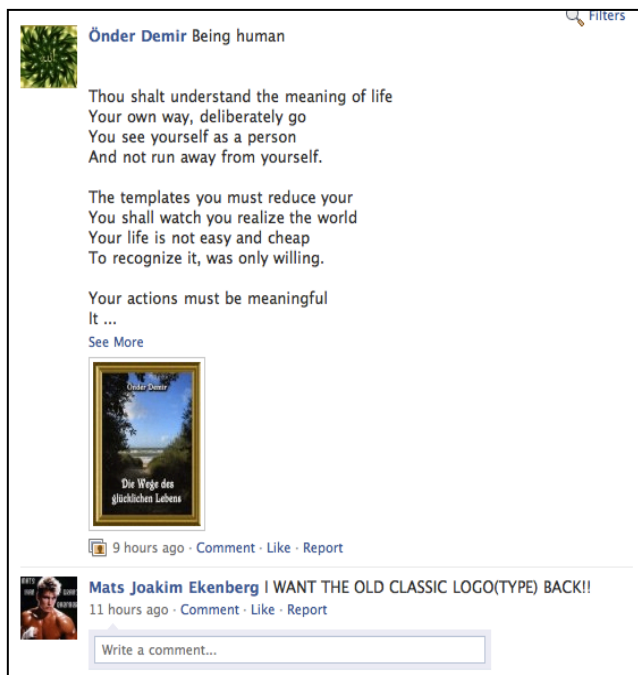 Filters
Önder Demir Being human
Thou shalt understand the meaning of life
Your own way, deliberately go
You see yourself as a person
And not run away from yourself.
The templates you must reduce your
You shall watch you realize the world
Your life is not easy and cheap
To recognize it, was only willing.
Your actions must be meaningful
It ...
See More
Önder Demir
Die Wege des
glücklichen Lebens
9 hours ago · Comment · Like · Report
Mats Joakim Ekenberg I WANT THE OLD CLASSIC LOGO(TYPE) BACK!!
11 hours ago · Comment · Like · Report
Write a comment...